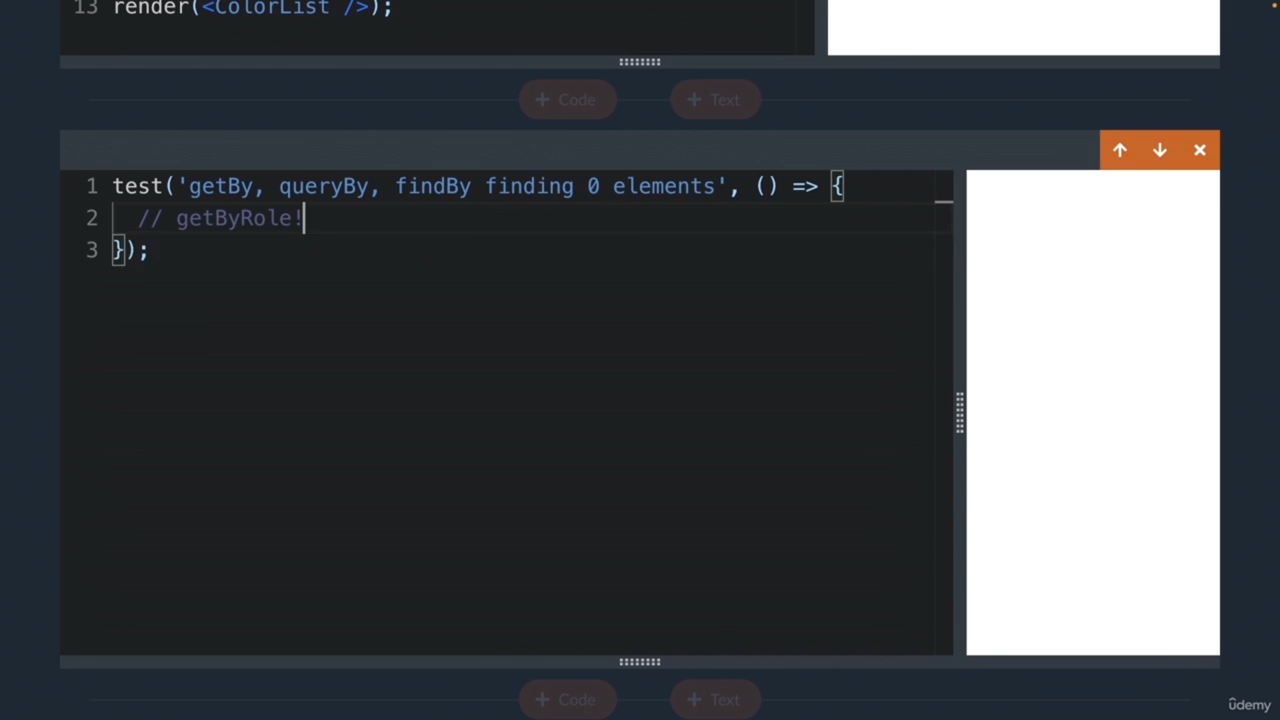 13 render(<ColorList />);
+ Code + Text
1 test('getBy, queryBy, findBy finding 0 elements', () => {
2 // getByRole!
3 });
+ Code + Text
ûdemy